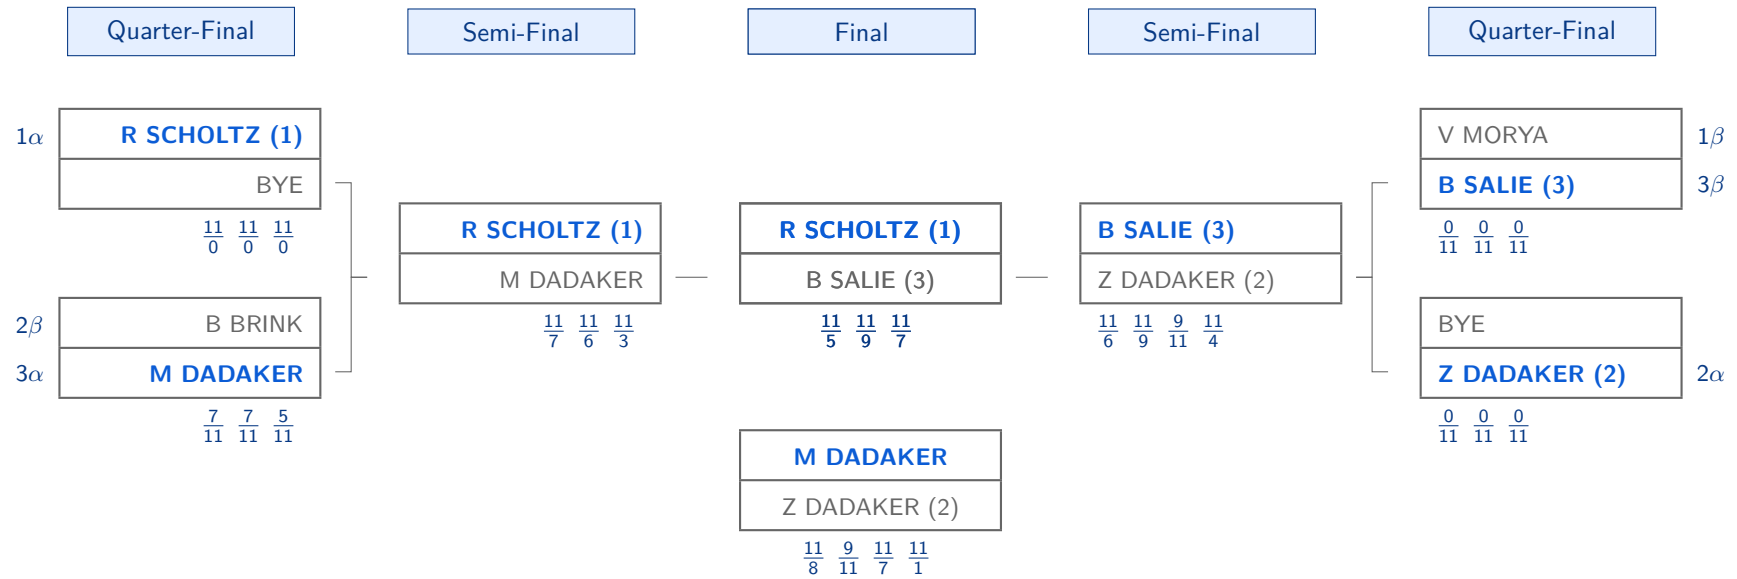 Quarter-Final
Semi-Final
Final
Semi-Final
Quarter-Final
1α R SCHOLTZ (1)
BYE
11/0 11/0 11/0
2β B BRINK
3α M DADAKER
7/11 7/11 5/11
R SCHOLTZ (1)
M DADAKER
11/7 11/6 11/3
R SCHOLTZ (1)
B SALIE (3)
11/5 11/9 11/7
M DADAKER
Z DADAKER (2)
11/8 9/11 11/7 11/1
B SALIE (3)
Z DADAKER (2)
11/6 11/9 9/11 11/4
V MORYA 1β
B SALIE (3) 3β
0/11 0/11 0/11
BYE
Z DADAKER (2) 2α
0/11 0/11 0/11